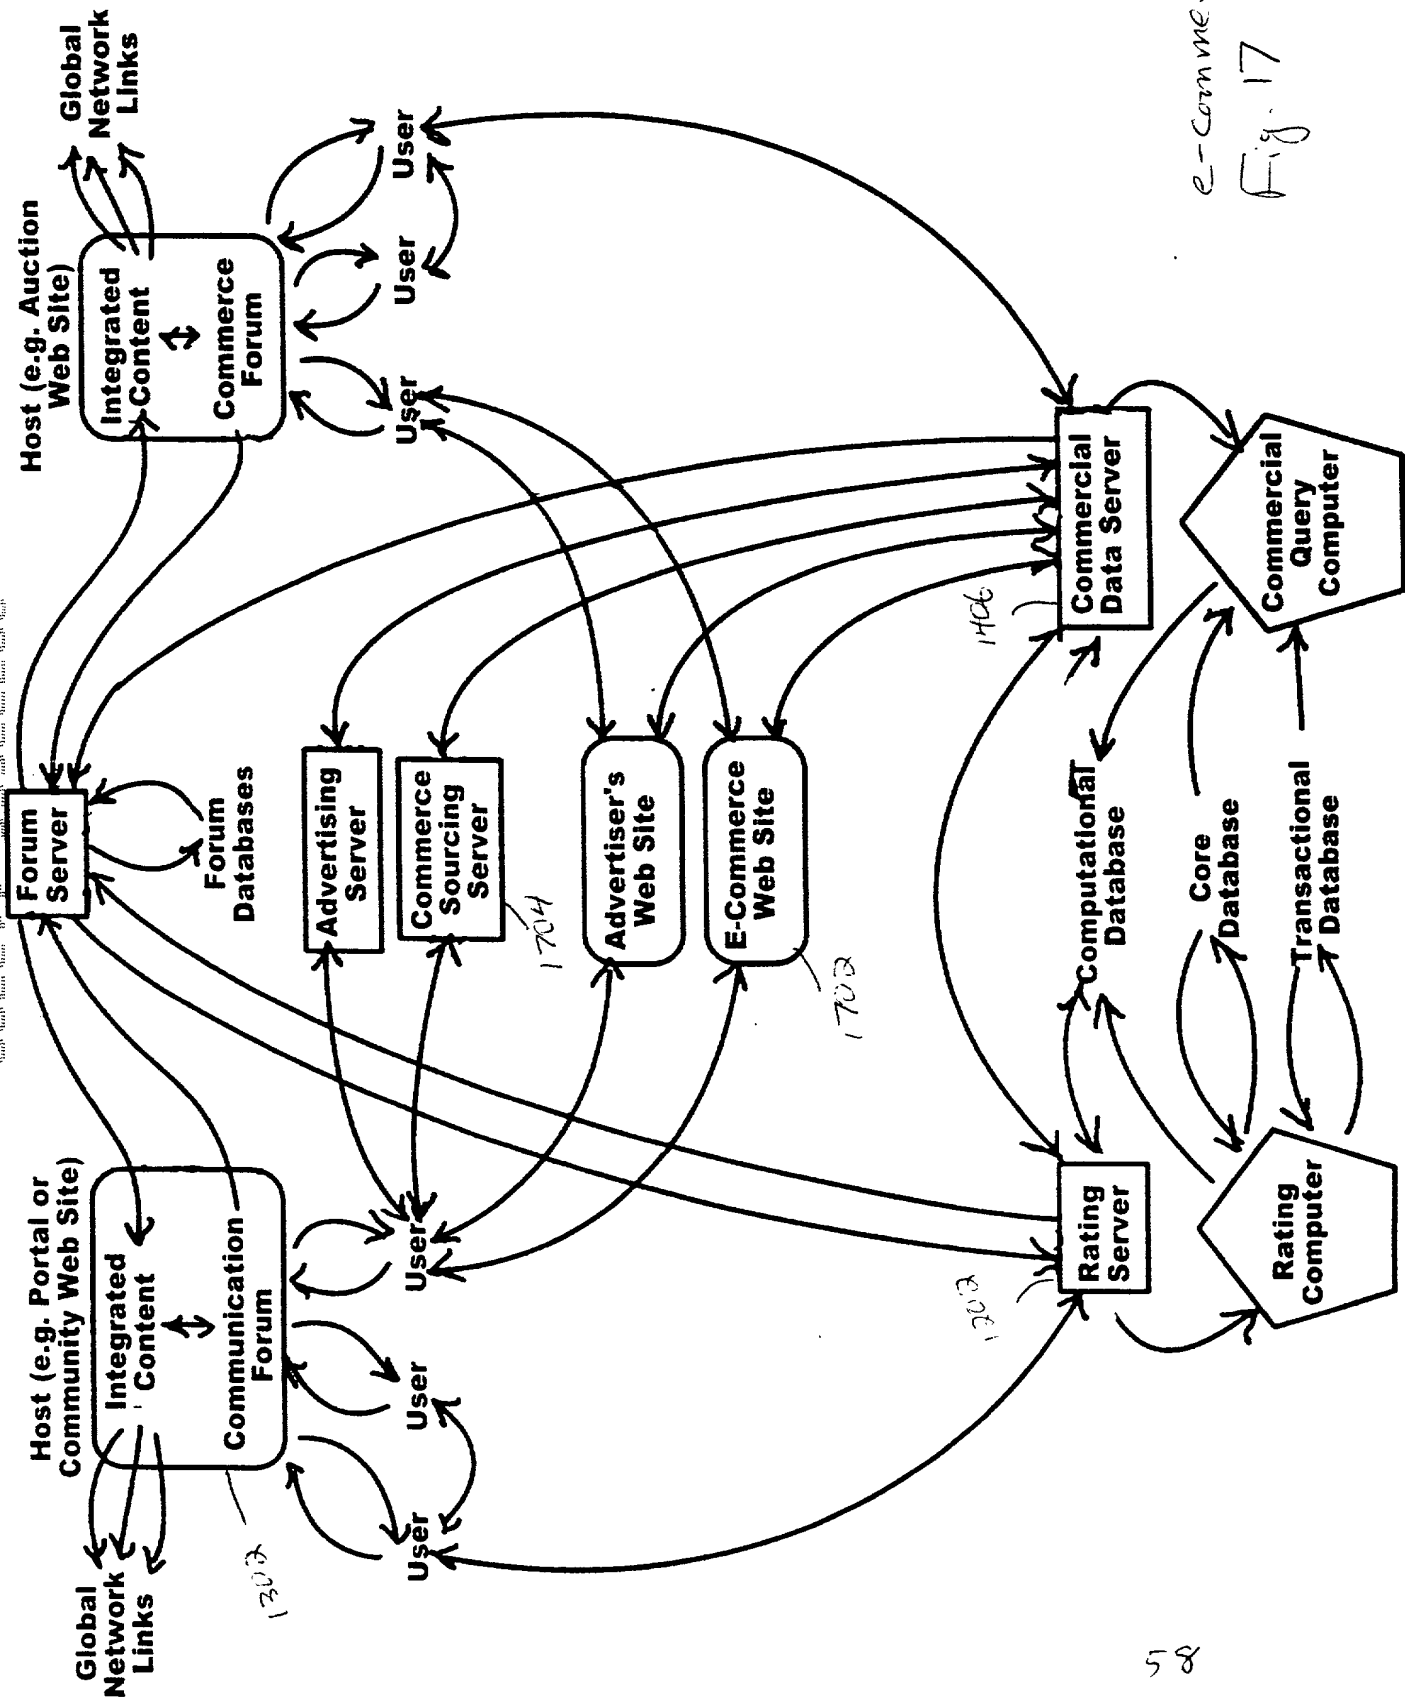 Host (e.g. Portal or
Community Web Site)
Global
Network
Links
Integrated
Content
Communication
Forum
1302
User
User
User
Forum
Server
Forum
Databases
Host (e.g. Auction
Web Site)
Integrated
Content
Commerce
Forum
Global
Network
Links
User
User
User
Advertising
Server
Commerce
Sourcing
Server
1704
Advertiser's
Web Site
E-Commerce
Web Site
1702
1202
Rating
Server
Rating
Computer
Computational
Database
Core
Database
Transactional
Database
1406
Commercial
Data Server
Commercial
Query
Computer
58
e-comme
Fig. 17